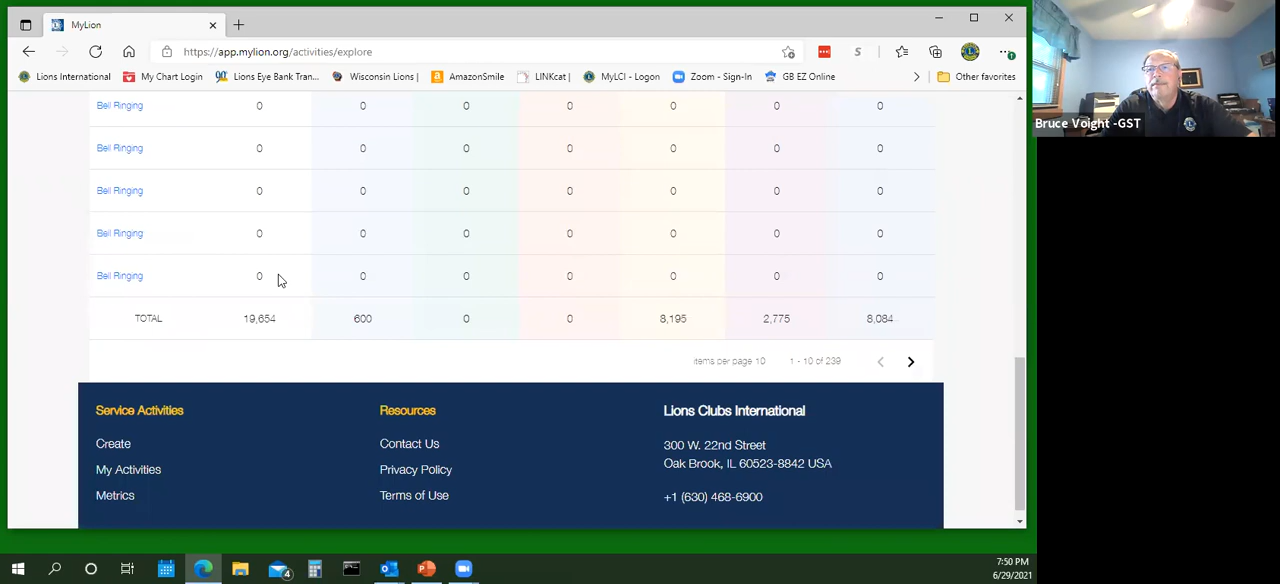 MyLion
https://app.mylion.org/activities/explore
Lions International
My Chart Login
Lions Eye Bank Tran...
Wisconsin Lions |
AmazonSmile
LINKcat |
MyLCI - Logon
Zoom - Sign-In
GB EZ Online
Other favorites
Bruce Voight -GST
Bell Ringing 0 0 0 0 0 0 0
Bell Ringing 0 0 0 0 0 0 0
Bell Ringing 0 0 0 0 0 0 0
Bell Ringing 0 0 0 0 0 0 0
Bell Ringing 0 0 0 0 0 0 0
TOTAL 19,654 600 0 0 8,195 2,775 8,084
items per page 10 1 - 10 of 239
Service Activities
Create
My Activities
Metrics
Resources
Contact Us
Privacy Policy
Terms of Use
Lions Clubs International
300 W. 22nd Street
Oak Brook, IL 60523-8842 USA
+1 (630) 468-6900
4
7:50 PM
6/29/2021